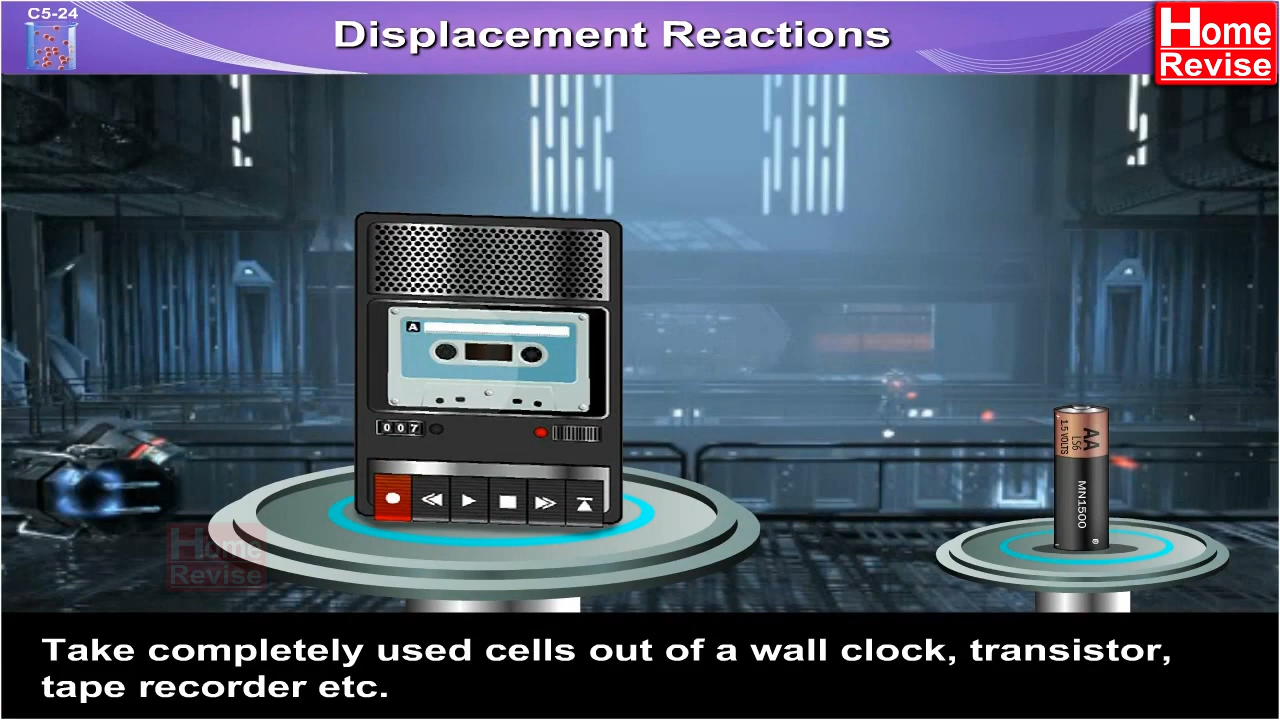 C5-24
Displacement Reactions
Home
Revise
A
007
AA
LS6
1.5 VOLTS
MN1500
Home
Revise
Take completely used cells out of a wall clock, transistor,
tape recorder etc.